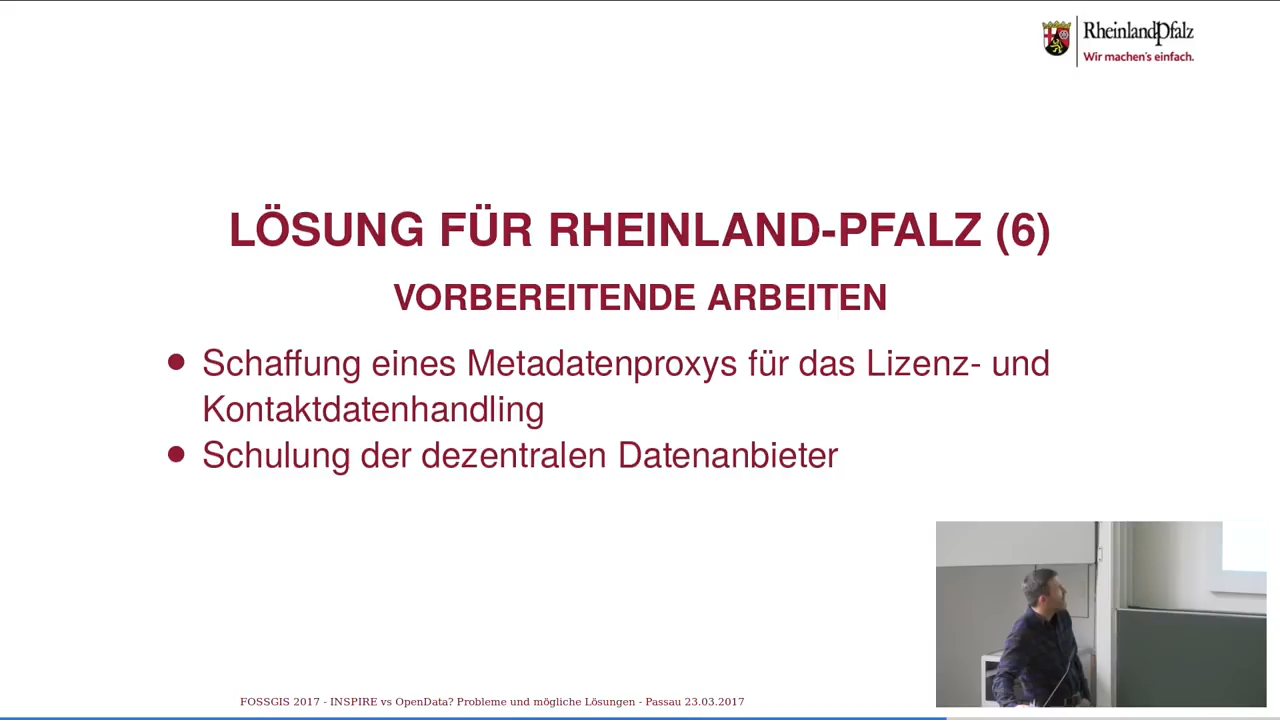 RheinlandPfalz
Wir machen's einfach.
LÖSUNG FÜR RHEINLAND-PFALZ (6)
VORBEREITENDE ARBEITEN
• Schaffung eines Metadatenproxys für das Lizenz- und
Kontaktdatenhandling
• Schulung der dezentralen Datenanbieter
FOSSGIS 2017 - INSPIRE vs OpenData? Probleme und mögliche Lösungen - Passau 23.03.2017